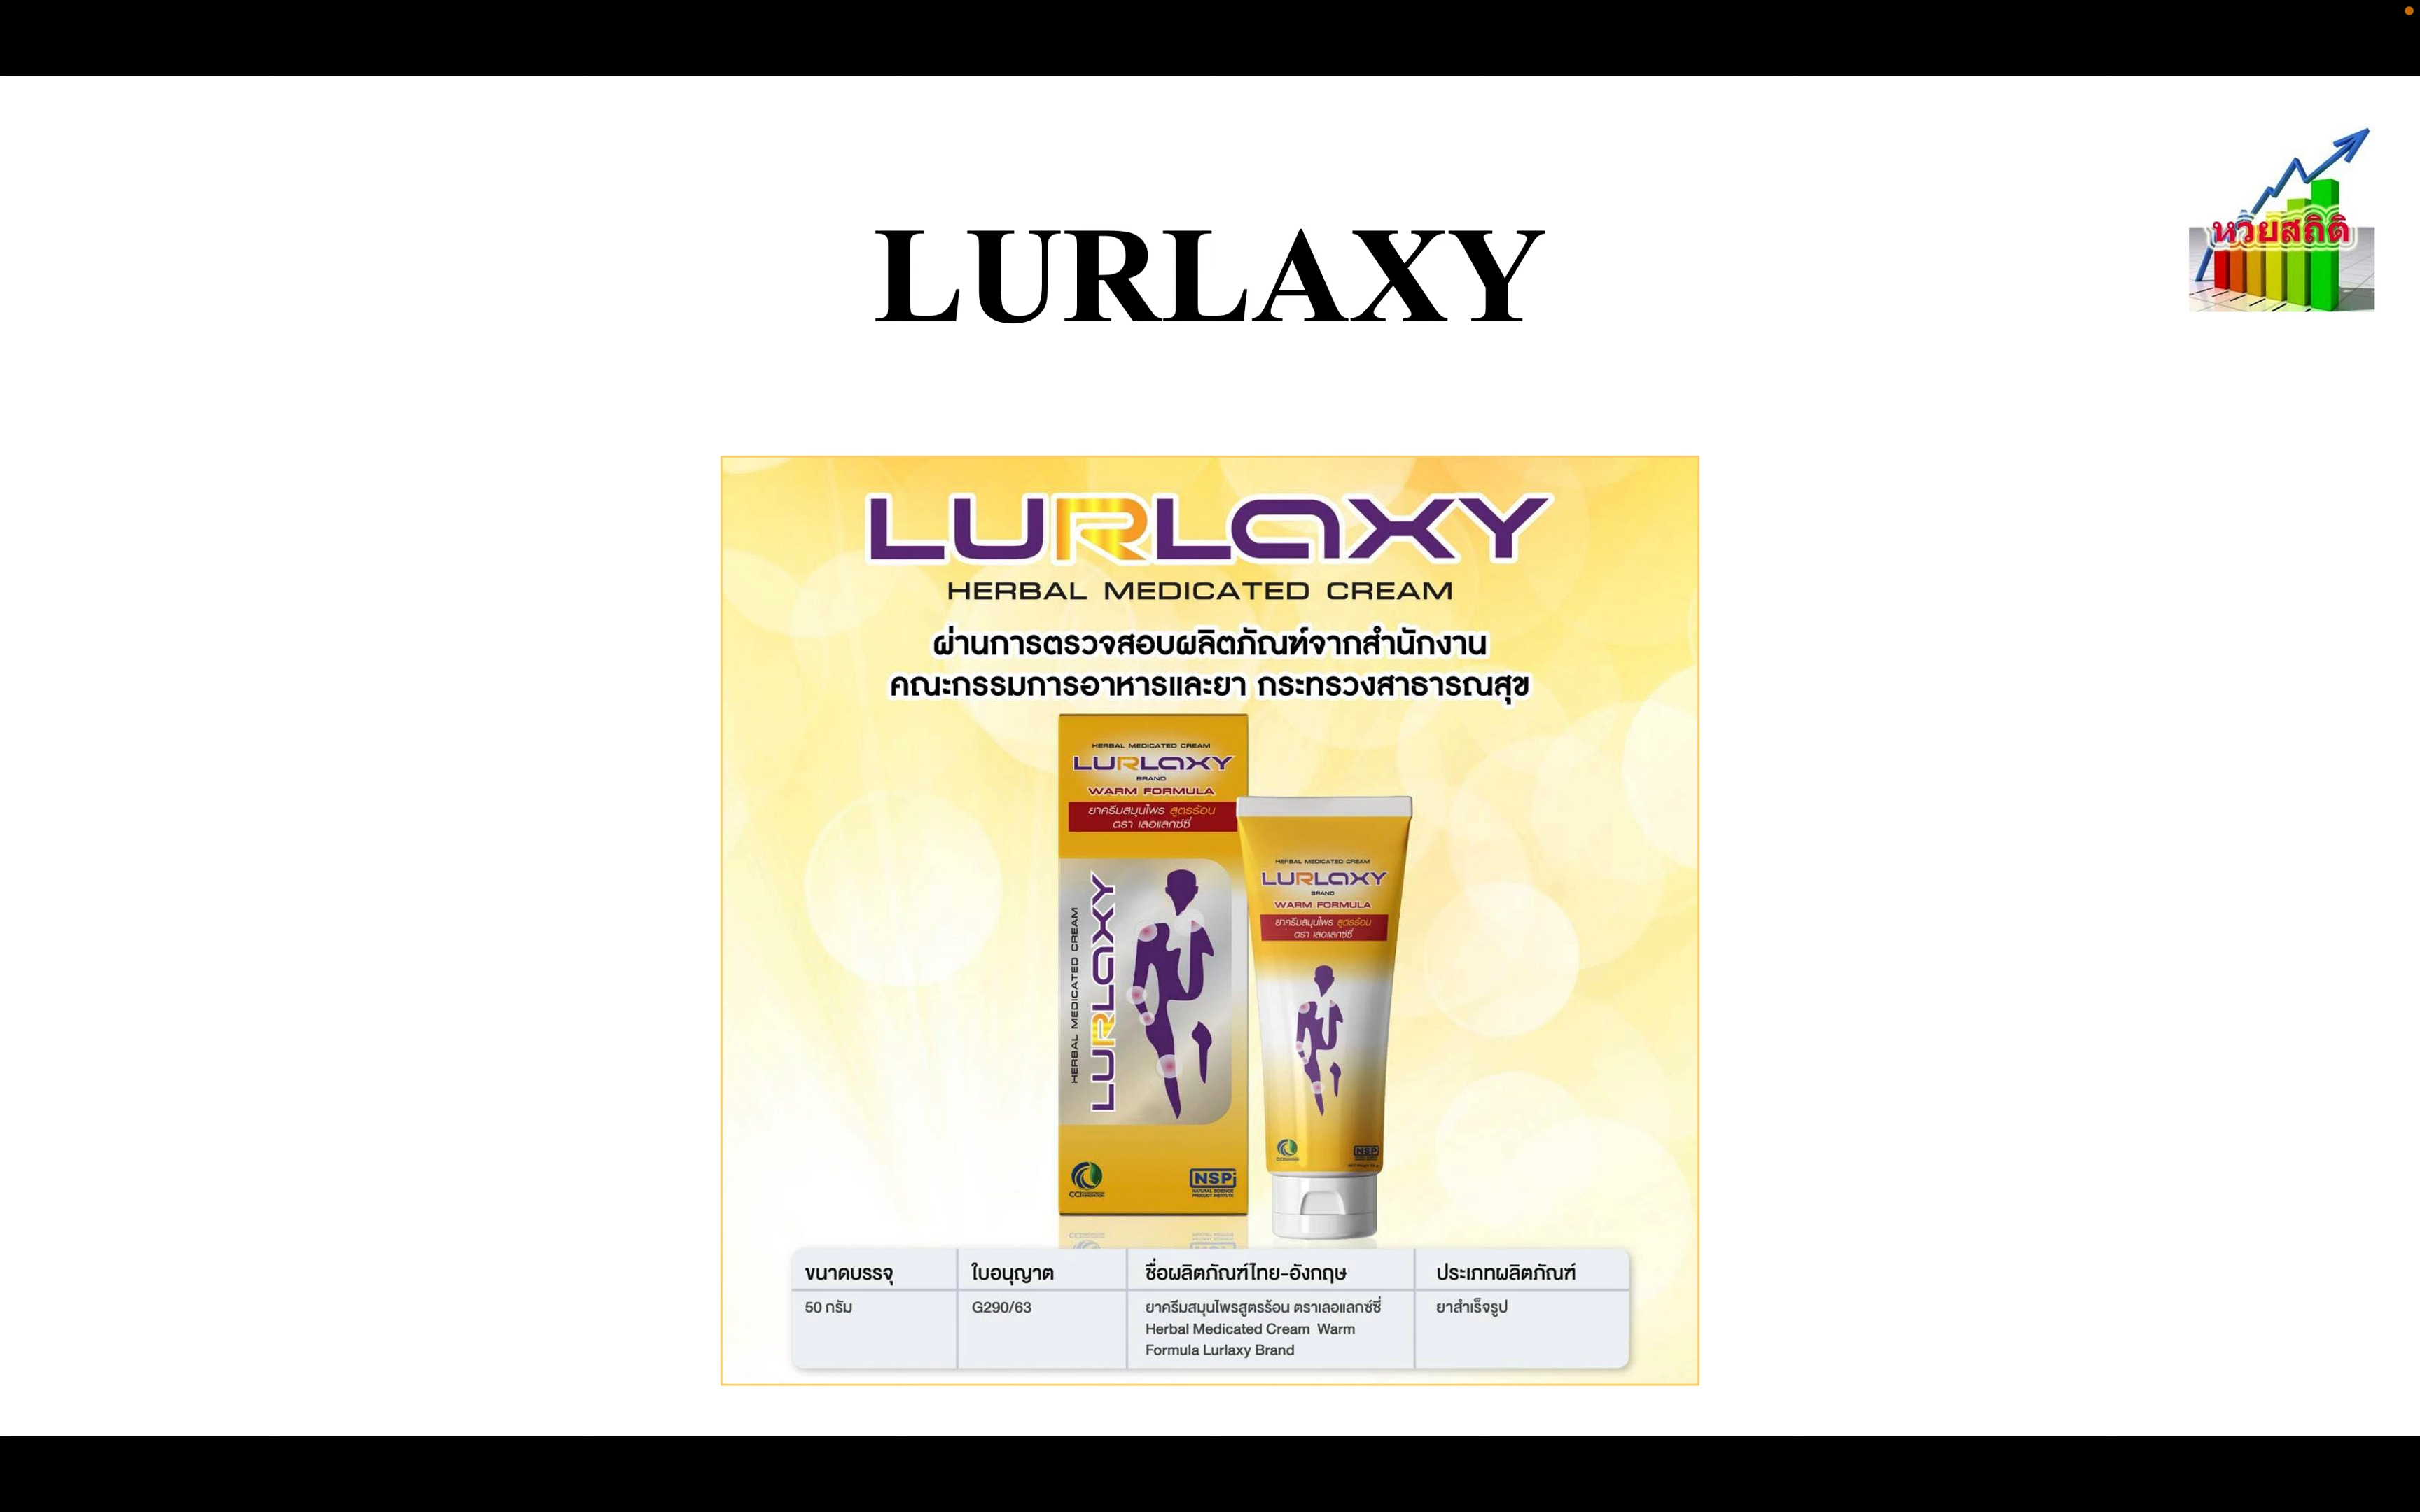 LURLAXY
หวยสถิติ
LURLAXY
HERBAL MEDICATED CREAM
ผ่านการตรวจสอบผลิตภัณฑ์จากสำนักงาน
คณะกรรมการอาหารและยา กระทรวงสาธารณสุข
HERBAL MEDICATED CREAM
LURLAXY
BRAND
WARM FORMULA
ยาครีมสมุนไพร สูตรร้อน
ตรา เลอแลกซ์ซี่
HERBAL MEDICATED CREAM
LURLAXY
NSPi
NATURAL SCIENCE
PRODUCT INSTITUTE
HERBAL MEDICATED CREAM
LURLAXY
BRAND
WARM FORMULA
ยาครีมสมุนไพร สูตรร้อน
ตรา เลอแลกซ์ซี่
NSPi
ขนาดบรรจุ ใบอนุญาต ชื่อผลิตภัณฑ์ไทย-อังกฤษ ประเภทผลิตภัณฑ์
50 กรัม G290/63 ยาครีมสมุนไพรสูตรร้อน ตราเลอแลกซ์ซี่ ยาสำเร็จรูป
Herbal Medicated Cream Warm
Formula Lurlaxy Brand